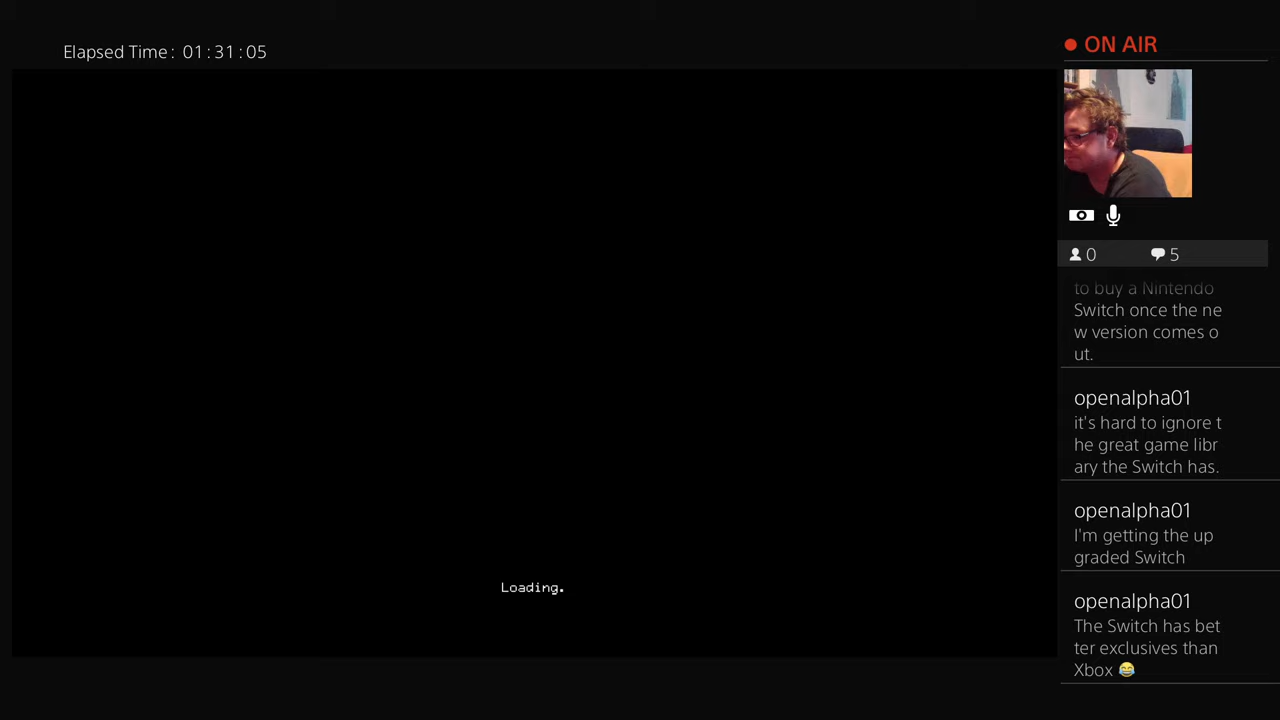 Elapsed Time: 01:31:05
ON AIR
0 5
to buy a Nintendo
Switch once the ne
w version comes o
ut.
openalpha01
it's hard to ignore t
he great game libr
ary the Switch has.
openalpha01
I'm getting the up
graded Switch
openalpha01
The Switch has bet
ter exclusives than
Xbox 😂
Loading.